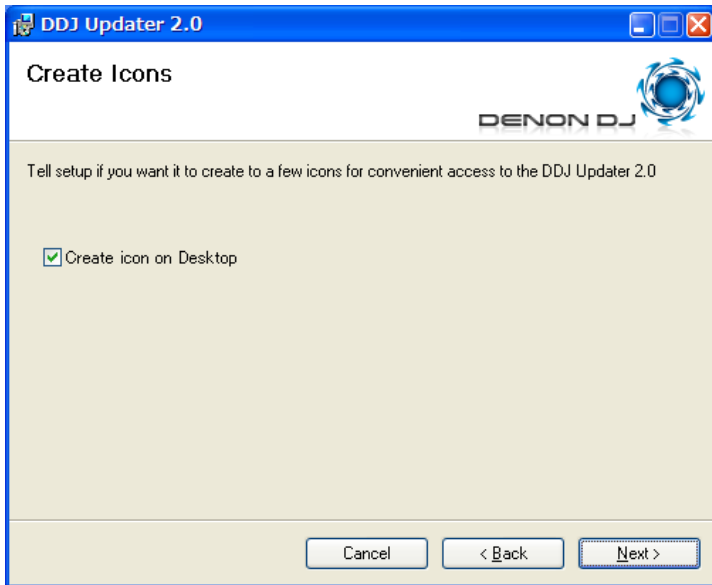 DDJ Updater 2.0
Create Icons
DENON DJ
Tell setup if you want it to create to a few icons for convenient access to the DDJ Updater 2.0
Create icon on Desktop
Cancel
< Back
Next >